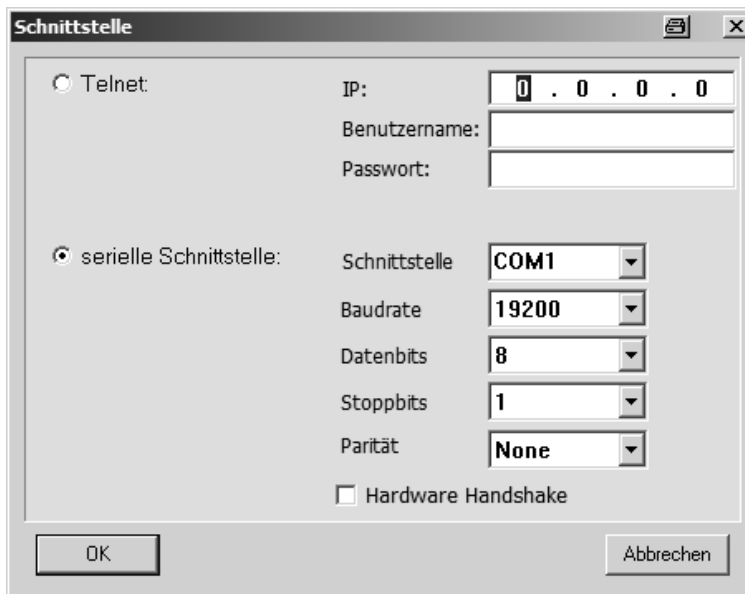 Schnittstelle
Telnet:
IP: 0 . 0 . 0 . 0
Benutzername:
Passwort:
serielle Schnittstelle:
Schnittstelle COM1
Baudrate 19200
Datenbits 8
Stoppbits 1
Parität None
Hardware Handshake
OK Abbrechen